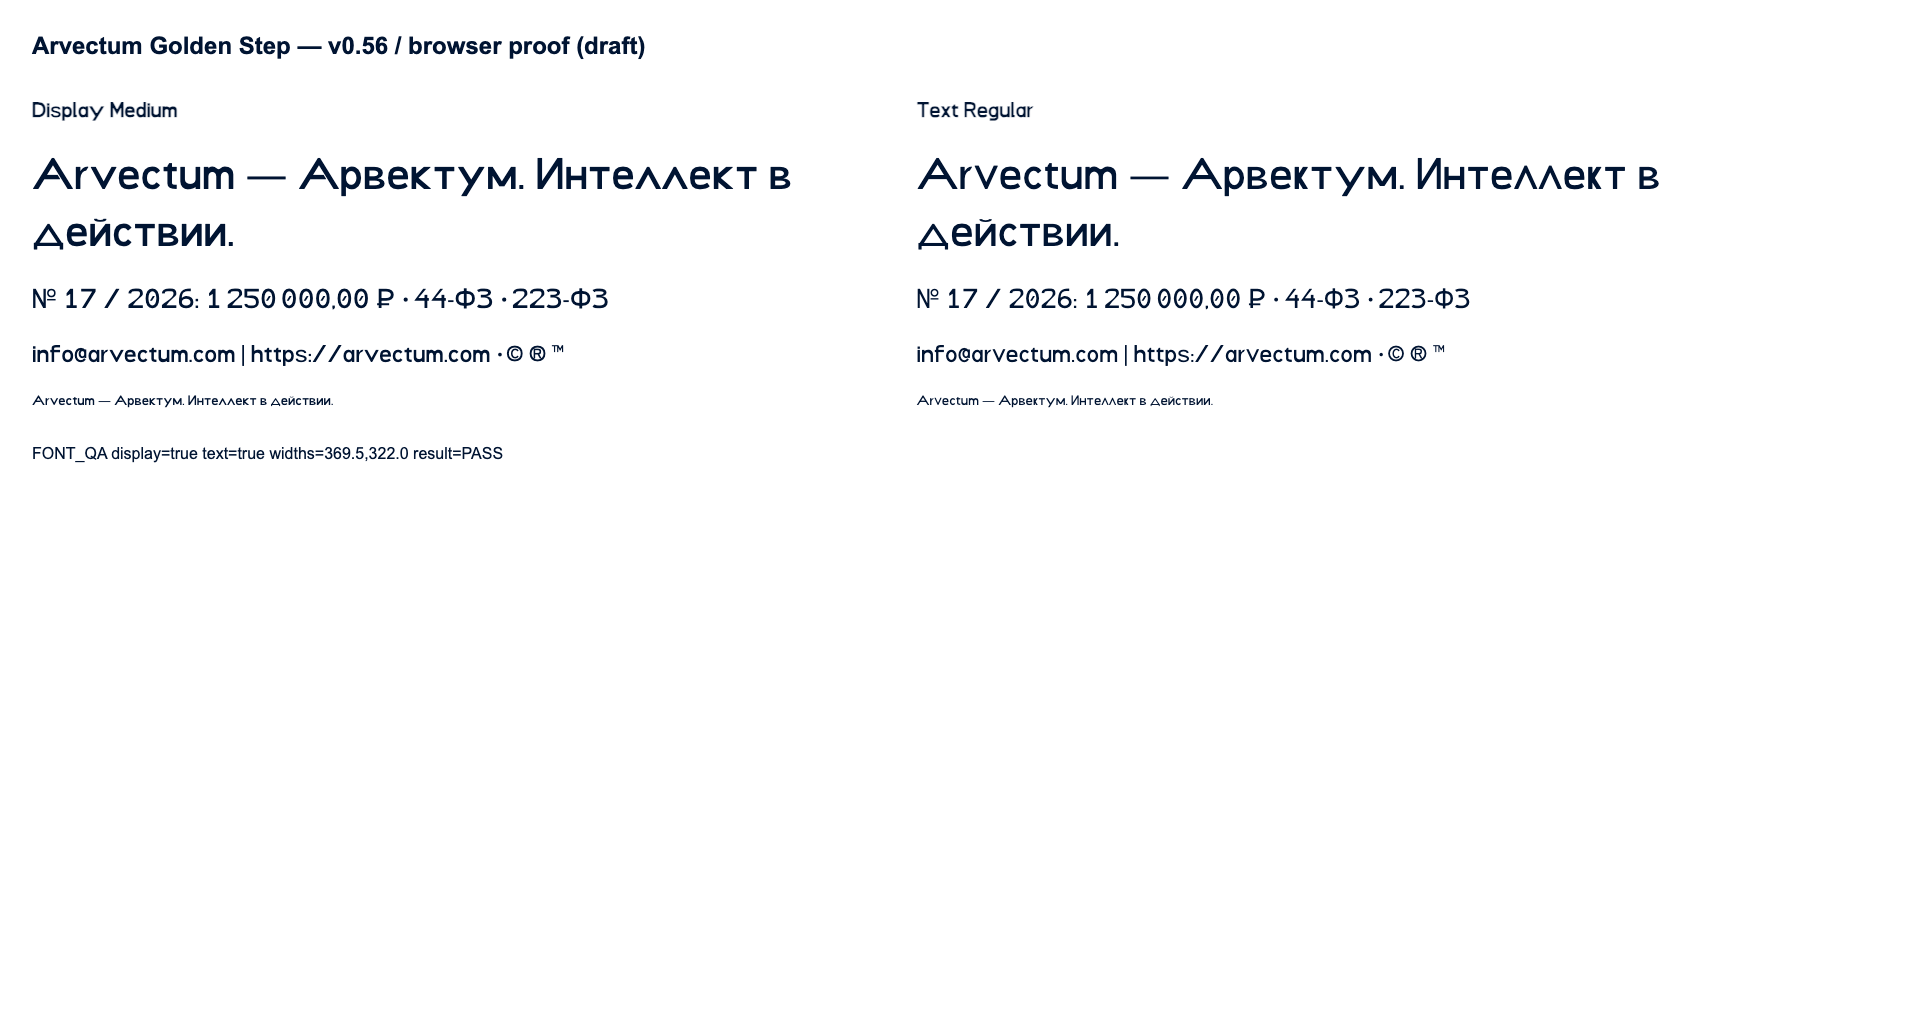 Arvectum Golden Step — v0.56 / browser proof (draft)
Display Medium
Arvectum — Арвектум. Интеллект в
действии.
№ 17 / 2026: 1 250 000,00 ₽ · 44-ФЗ · 223-ФЗ
info@arvectum.com | https://arvectum.com · © ® ™
Arvectum — Арвектум. Интеллект в действии.
Text Regular
Arvectum — Арвектум. Интеллект в
действии.
№ 17 / 2026: 1 250 000,00 ₽ · 44-ФЗ · 223-ФЗ
info@arvectum.com | https://arvectum.com · © ® ™
Arvectum — Арвектум. Интеллект в действии.
FONT_QA display=true text=true widths=369.5,322.0 result=PASS